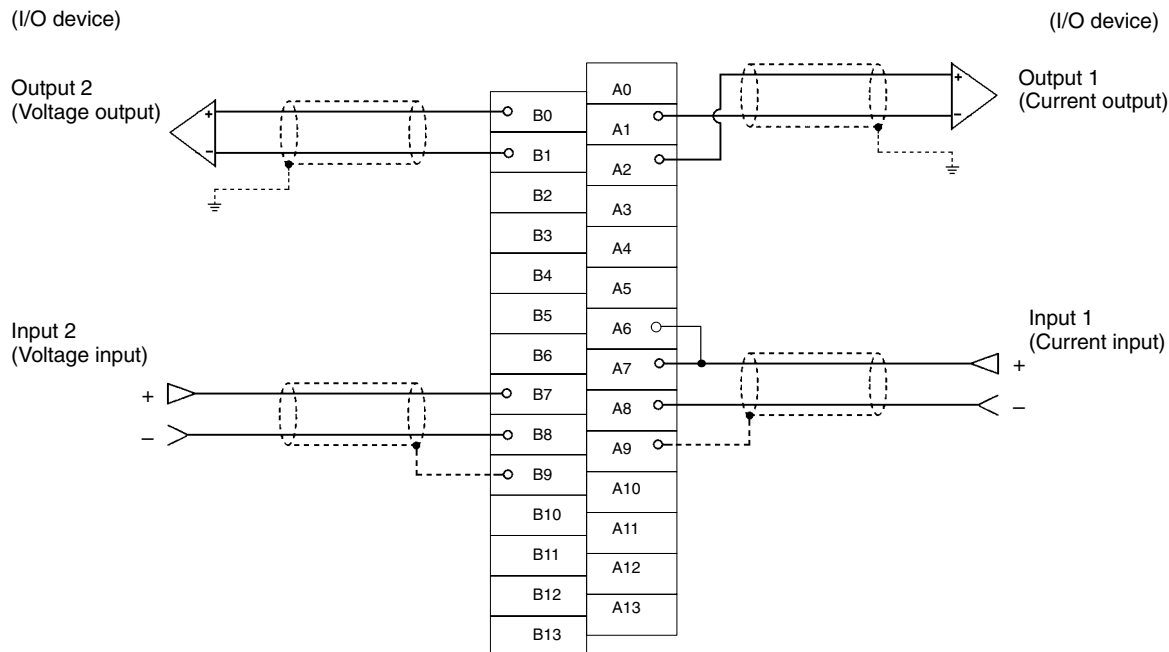 (I/O device)
(I/O device)
Output 2
(Voltage output)
+
−
Output 1
(Current output)
+
−
Input 2
(Voltage input)
+
−
Input 1
(Current input)
+
−
B0
B1
B2
B3
B4
B5
B6
B7
B8
B9
B10
B11
B12
B13
A0
A1
A2
A3
A4
A5
A6
A7
A8
A9
A10
A11
A12
A13